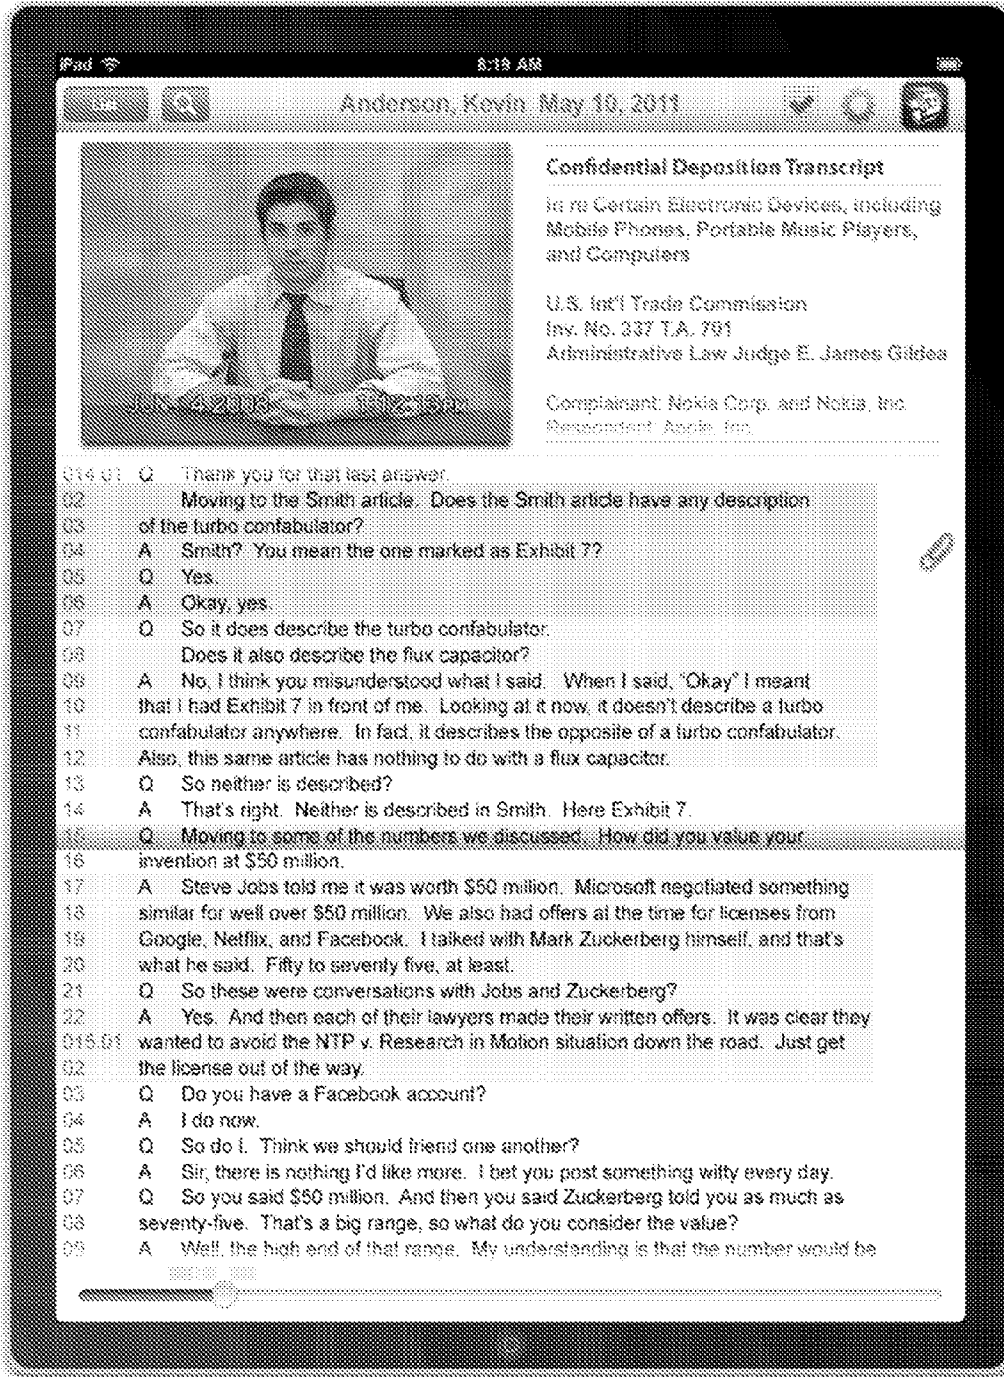 iPad 8:19 AM
Anderson, Kevin May 10, 2011
Confidential Deposition Transcript
In re Certain Electronic Devices, including
Mobile Phones, Portable Music Players,
and Computers
U.S. Int'l Trade Commission
Inv. No. 337 T.A. 701
Administrative Law Judge E. James Gildea
Complainant: Nokia Corp. and Nokia, Inc.
Respondent: Apple, Inc.
014:01 Q Thank you for that last answer.
02 Moving to the Smith article. Does the Smith article have any description
03 of the turbo confabulator?
04 A Smith? You mean the one marked as Exhibit 7?
05 Q Yes.
06 A Okay, yes.
07 Q So it does describe the turbo confabulator.
08 Does it also describe the flux capacitor?
09 A No, I think you misunderstood what I said. When I said, "Okay" I meant
10 that I had Exhibit 7 in front of me. Looking at it now, it doesn't describe a turbo
11 confabulator anywhere. In fact, it describes the opposite of a turbo confabulator.
12 Also, this same article has nothing to do with a flux capacitor.
13 Q So neither is described?
14 A That's right. Neither is described in Smith. Here Exhibit 7.
15 Q Moving to some of the numbers we discussed. How did you value your
16 invention at $50 million.
17 A Steve Jobs told me it was worth $50 million. Microsoft negotiated something
18 similar for well over $50 million. We also had offers at the time for licenses from
19 Google, Netflix, and Facebook. I talked with Mark Zuckerberg himself, and that's
20 what he said. Fifty to seventy five, at least.
21 Q So these were conversations with Jobs and Zuckerberg?
22 A Yes. And then each of their lawyers made their written offers. It was clear they
015:01 wanted to avoid the NTP v. Research in Motion situation down the road. Just get
02 the license out of the way.
03 Q Do you have a Facebook account?
04 A I do now.
05 Q So do I. Think we should friend one another?
06 A Sir, there is nothing I'd like more. I bet you post something witty every day.
07 Q So you said $50 million. And then you said Zuckerberg told you as much as
08 seventy-five. That's a big range, so what do you consider the value?
09 A Well, the high end of that range. My understanding is that the number would be